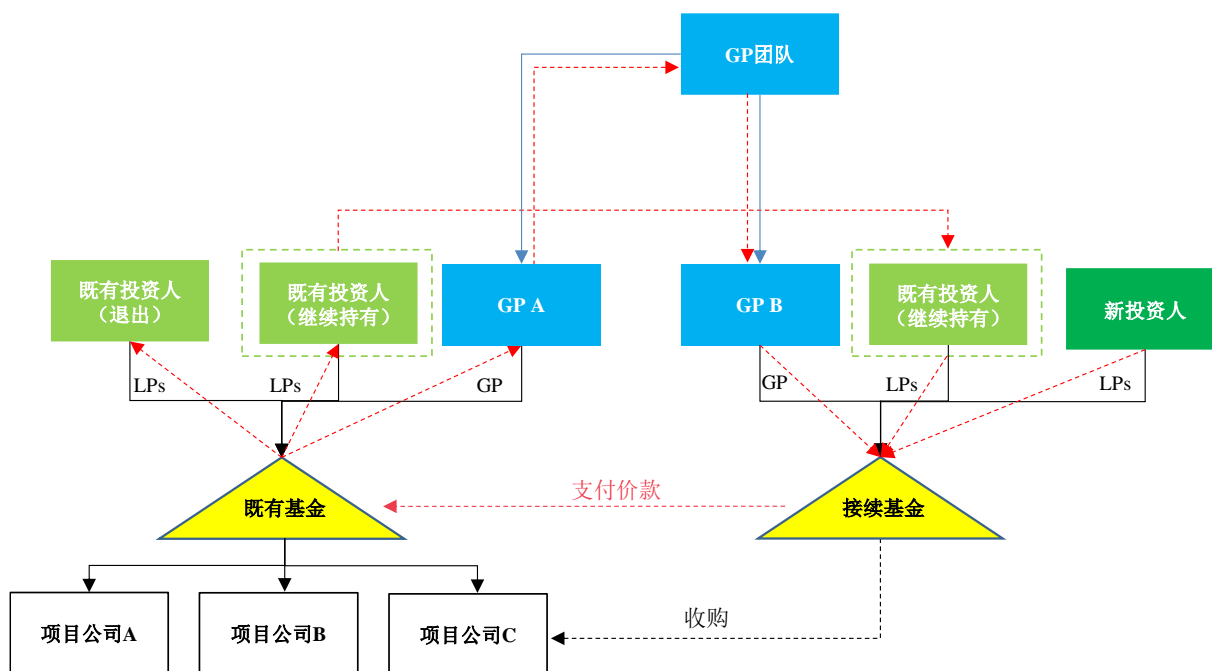 GP团队
既有投资人
（退出）
既有投资人
（继续持有）
GP A
GP B
既有投资人
（继续持有）
新投资人
LPs
LPs
GP
GP
LPs
LPs
既有基金
支付价款
接续基金
项目公司A
项目公司B
项目公司C
收购